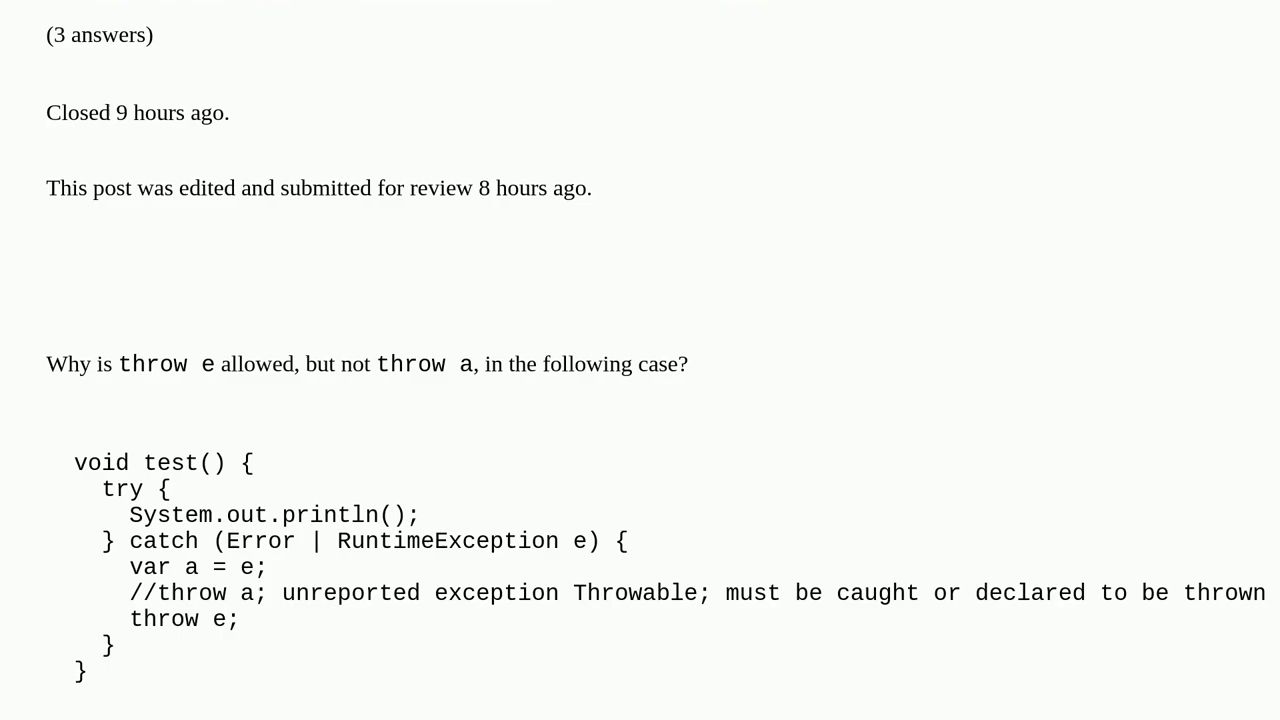 (3 answers)
Closed 9 hours ago.
This post was edited and submitted for review 8 hours ago.
Why is throw e allowed, but not throw a, in the following case?
void test() {
  try {
    System.out.println();
  } catch (Error | RuntimeException e) {
    var a = e;
    //throw a; unreported exception Throwable; must be caught or declared to be thrown
    throw e;
  }
}